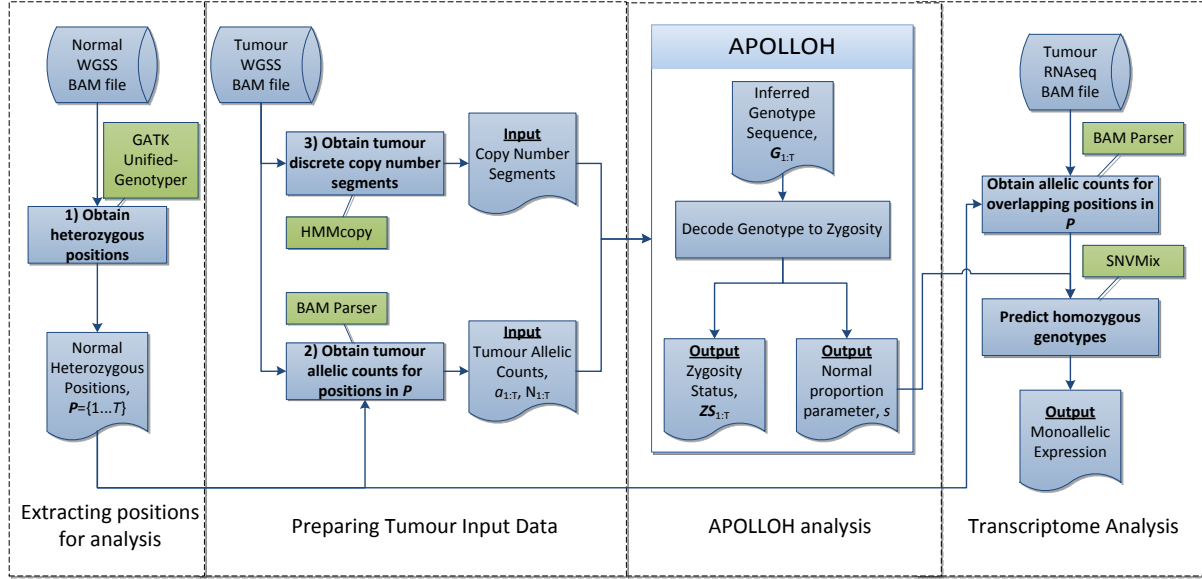 Normal
WGSS
BAM file
GATK
Unified-
Genotyper
1) Obtain
heterozygous
positions
Normal
Heterozygous
Positions,
P={1...T}
Extracting positions
for analysis
Tumour
WGSS
BAM file
3) Obtain tumour
discrete copy number
segments
HMMcopy
Input
Copy Number
Segments
BAM Parser
2) Obtain tumour
allelic counts for
positions in P
Input
Tumour Allelic
Counts,
a1:T, N1:T
Preparing Tumour Input Data
APOLLOH
Inferred
Genotype
Sequence,
G1:T
Decode Genotype to Zygosity
Output
Zygosity
Status,
ZS1:T
Output
Normal
proportion
parameter, s
APOLLOH analysis
Tumour
RNAseq
BAM file
BAM Parser
Obtain allelic counts for
overlapping positions in
P
SNVMix
Predict homozygous
genotypes
Output
Monoallelic
Expression
Transcriptome Analysis